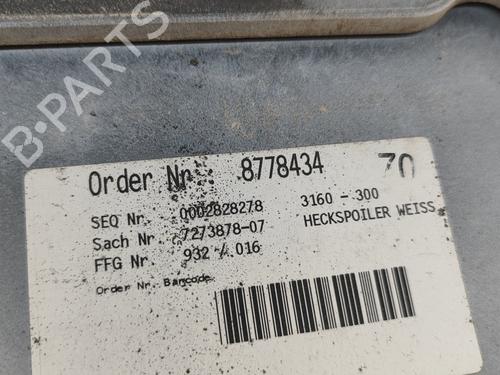 B-PARTS
Order Nr. 8778434 70
SEQ Nr. 0002828278 3160 -.300
Sach Nr. 7273878-07 HECKSPOILER WEISS
FFG Nr. 932 /.016
Order Nr. Barcode